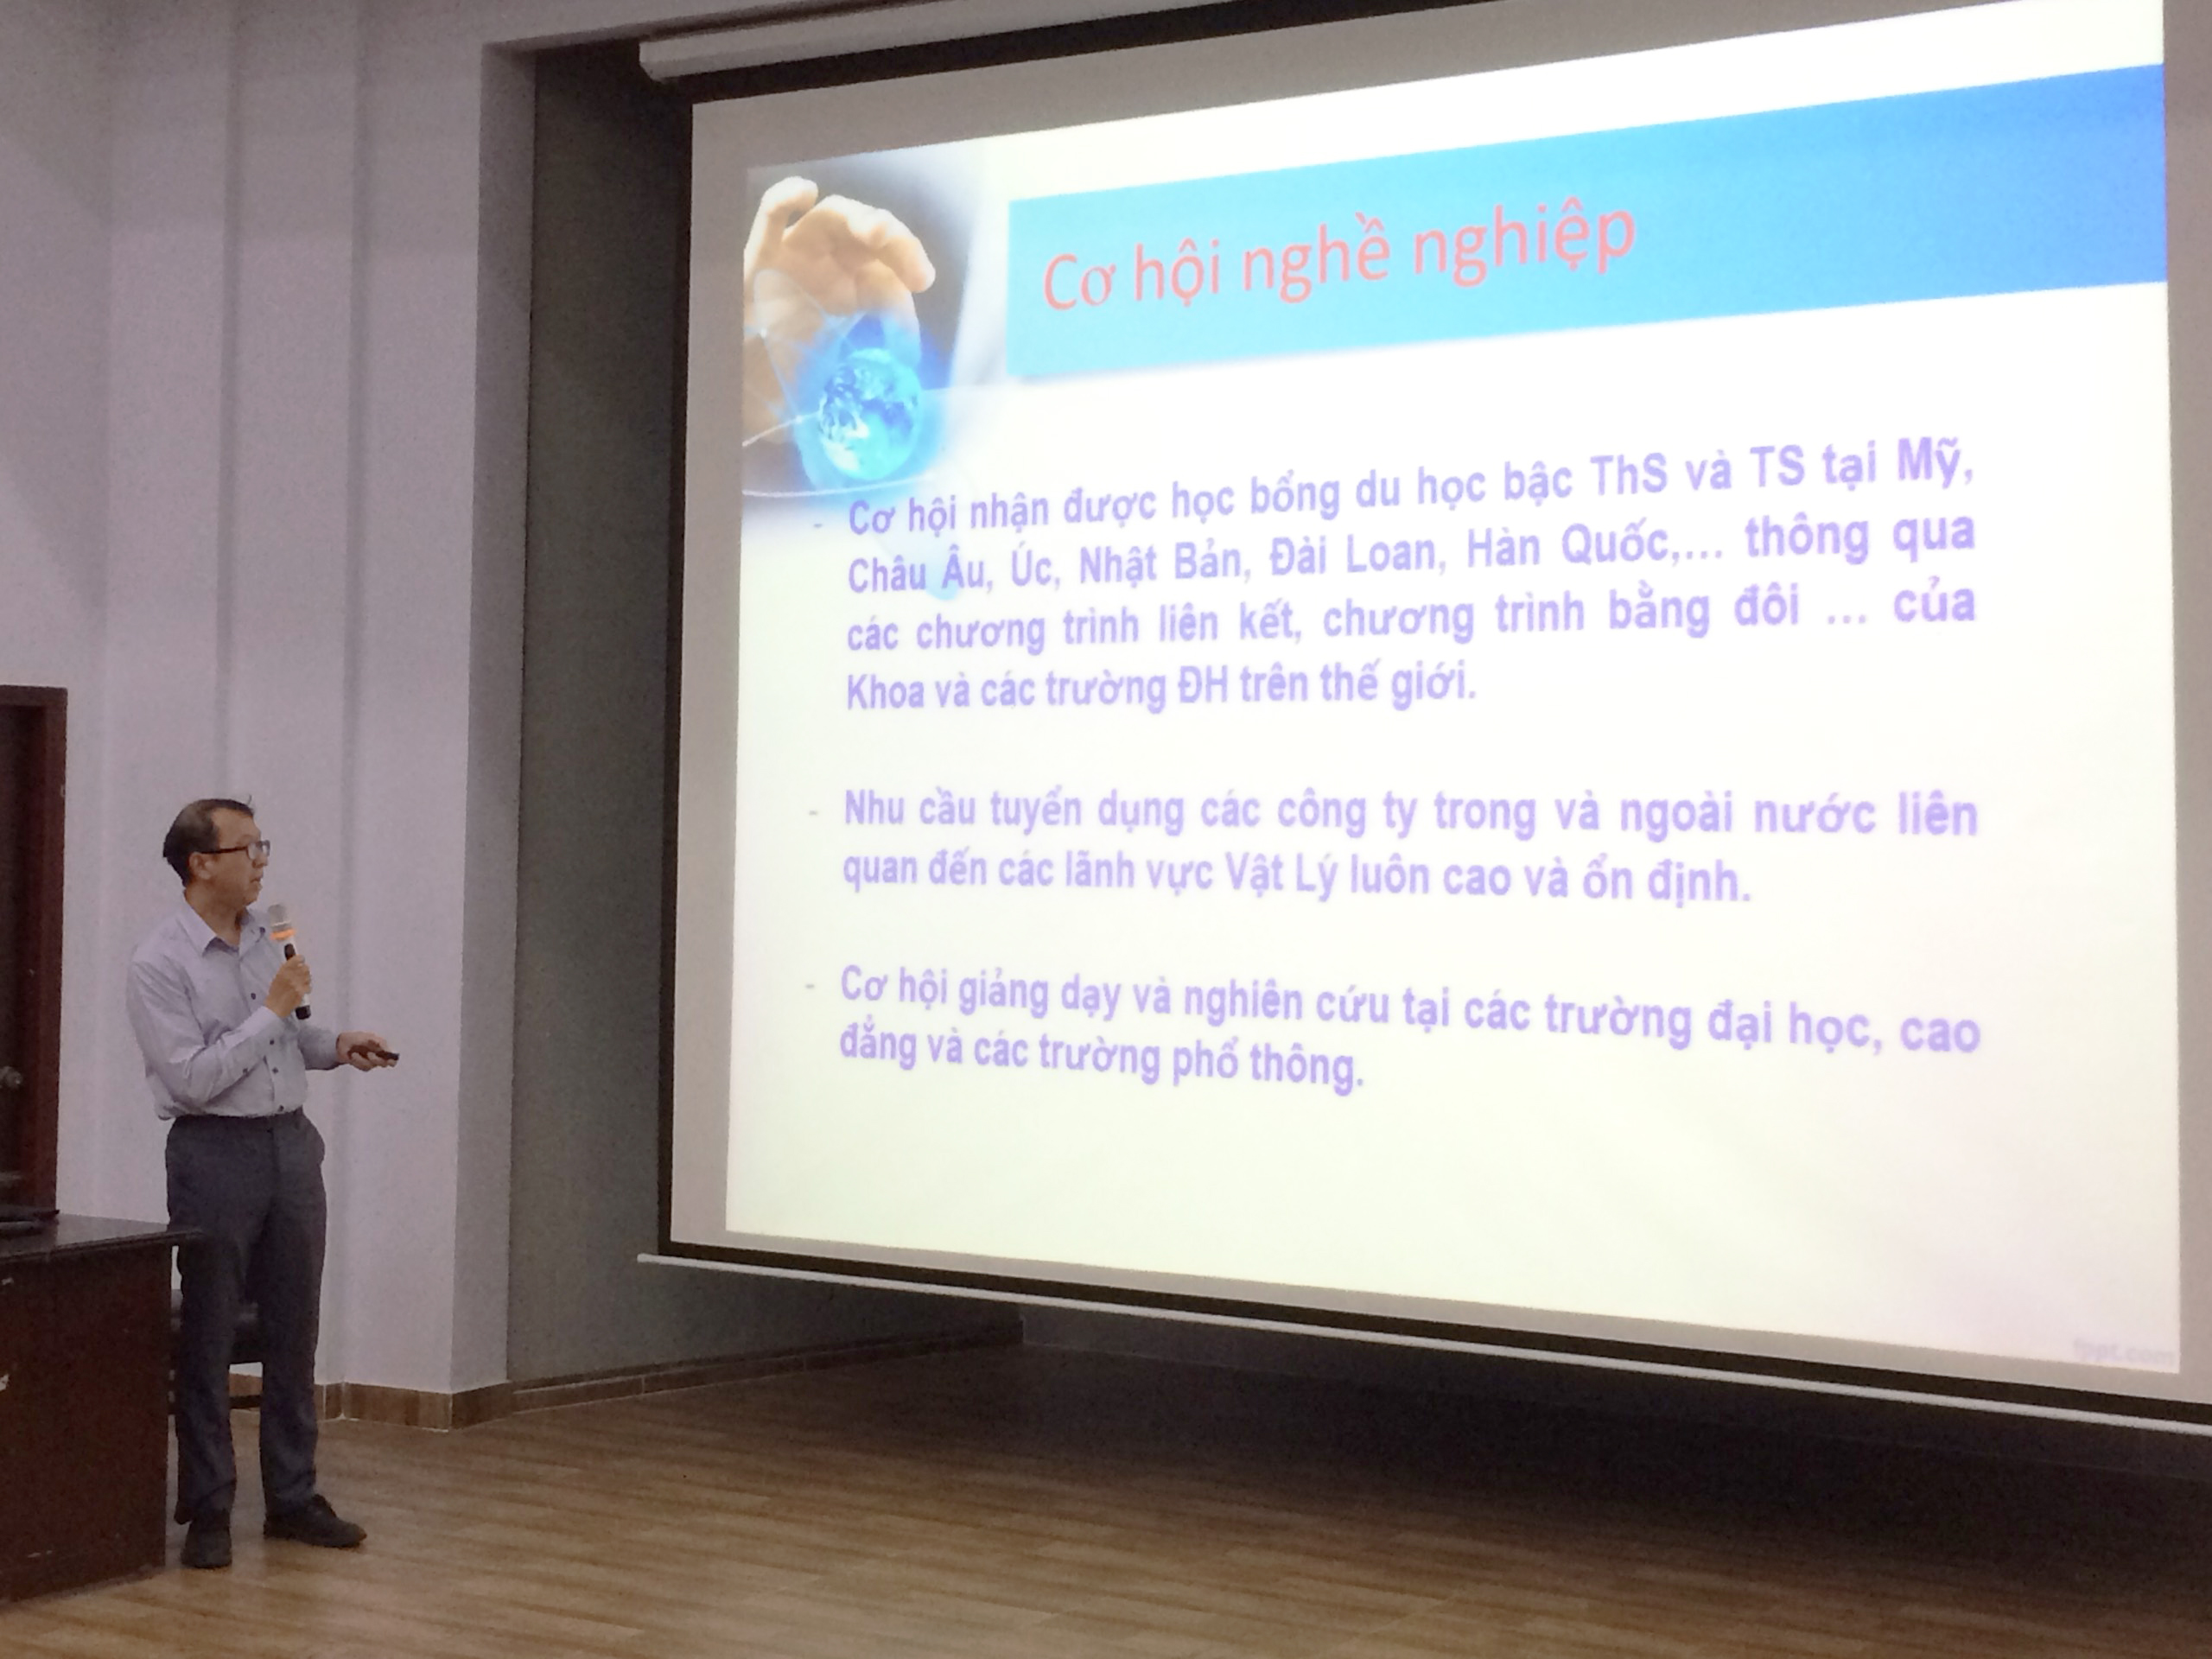 Cơ hội nghề nghiệp
- Cơ hội nhận được học bổng du học bậc ThS và TS tại Mỹ,
Châu Âu, Úc, Nhật Bản, Đài Loan, Hàn Quốc,... thông qua
các chương trình liên kết, chương trình bằng đôi ... của
Khoa và các trường ĐH trên thế giới.
- Nhu cầu tuyển dụng các công ty trong và ngoài nước liên
quan đến các lãnh vực Vật Lý luôn cao và ổn định.
- Cơ hội giảng dạy và nghiên cứu tại các trường đại học, cao
đẳng và các trường phổ thông.
fppt.com